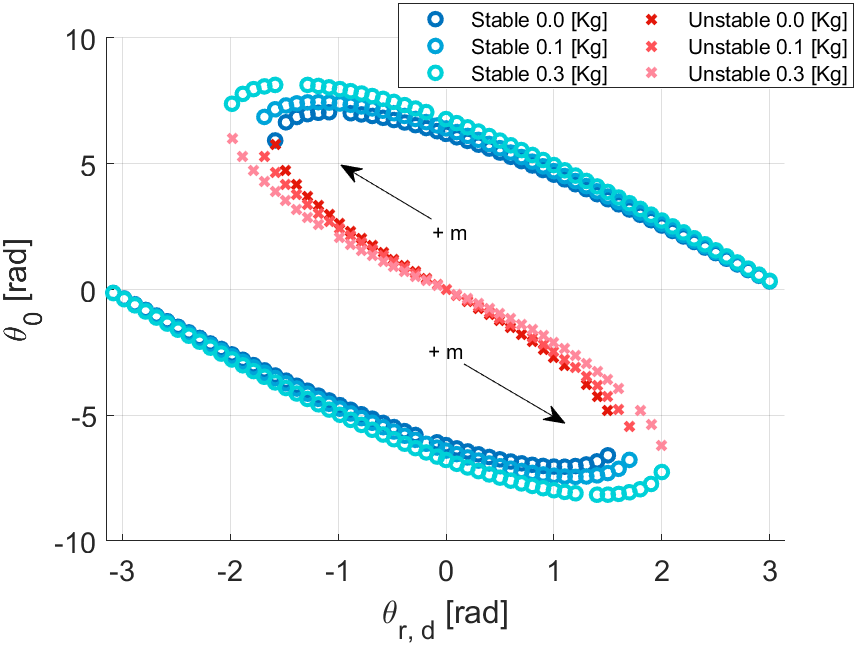 Stable 0.0 [Kg] Unstable 0.0 [Kg]
Stable 0.1 [Kg] Unstable 0.1 [Kg]
Stable 0.3 [Kg] Unstable 0.3 [Kg]
10
5
+ m
0
+ m
-5
-10
θ0 [rad]
-3 -2 -1 0 1 2 3
θr, d [rad]